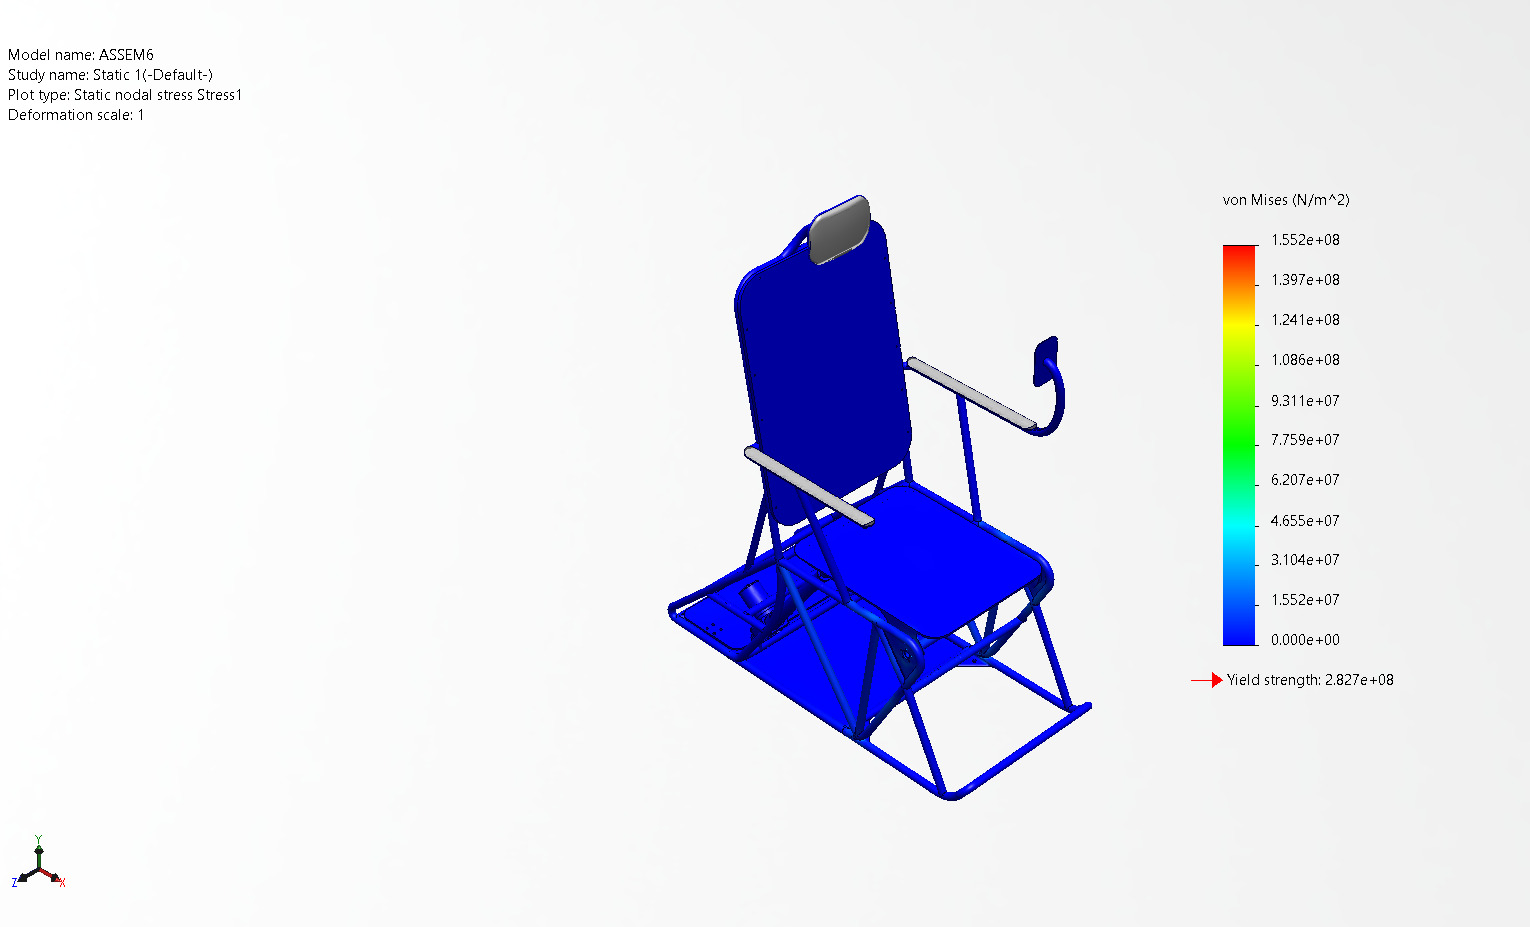 Model name: ASSEM6
Study name: Static 1(-Default-)
Plot type: Static nodal stress Stress1
Deformation scale: 1
von Mises (N/m^2)
1.552e+08
1.397e+08
1.241e+08
1.086e+08
9.311e+07
7.759e+07
6.207e+07
4.655e+07
3.104e+07
1.552e+07
0.000e+00
Yield strength: 2.827e+08
Y
Z
X